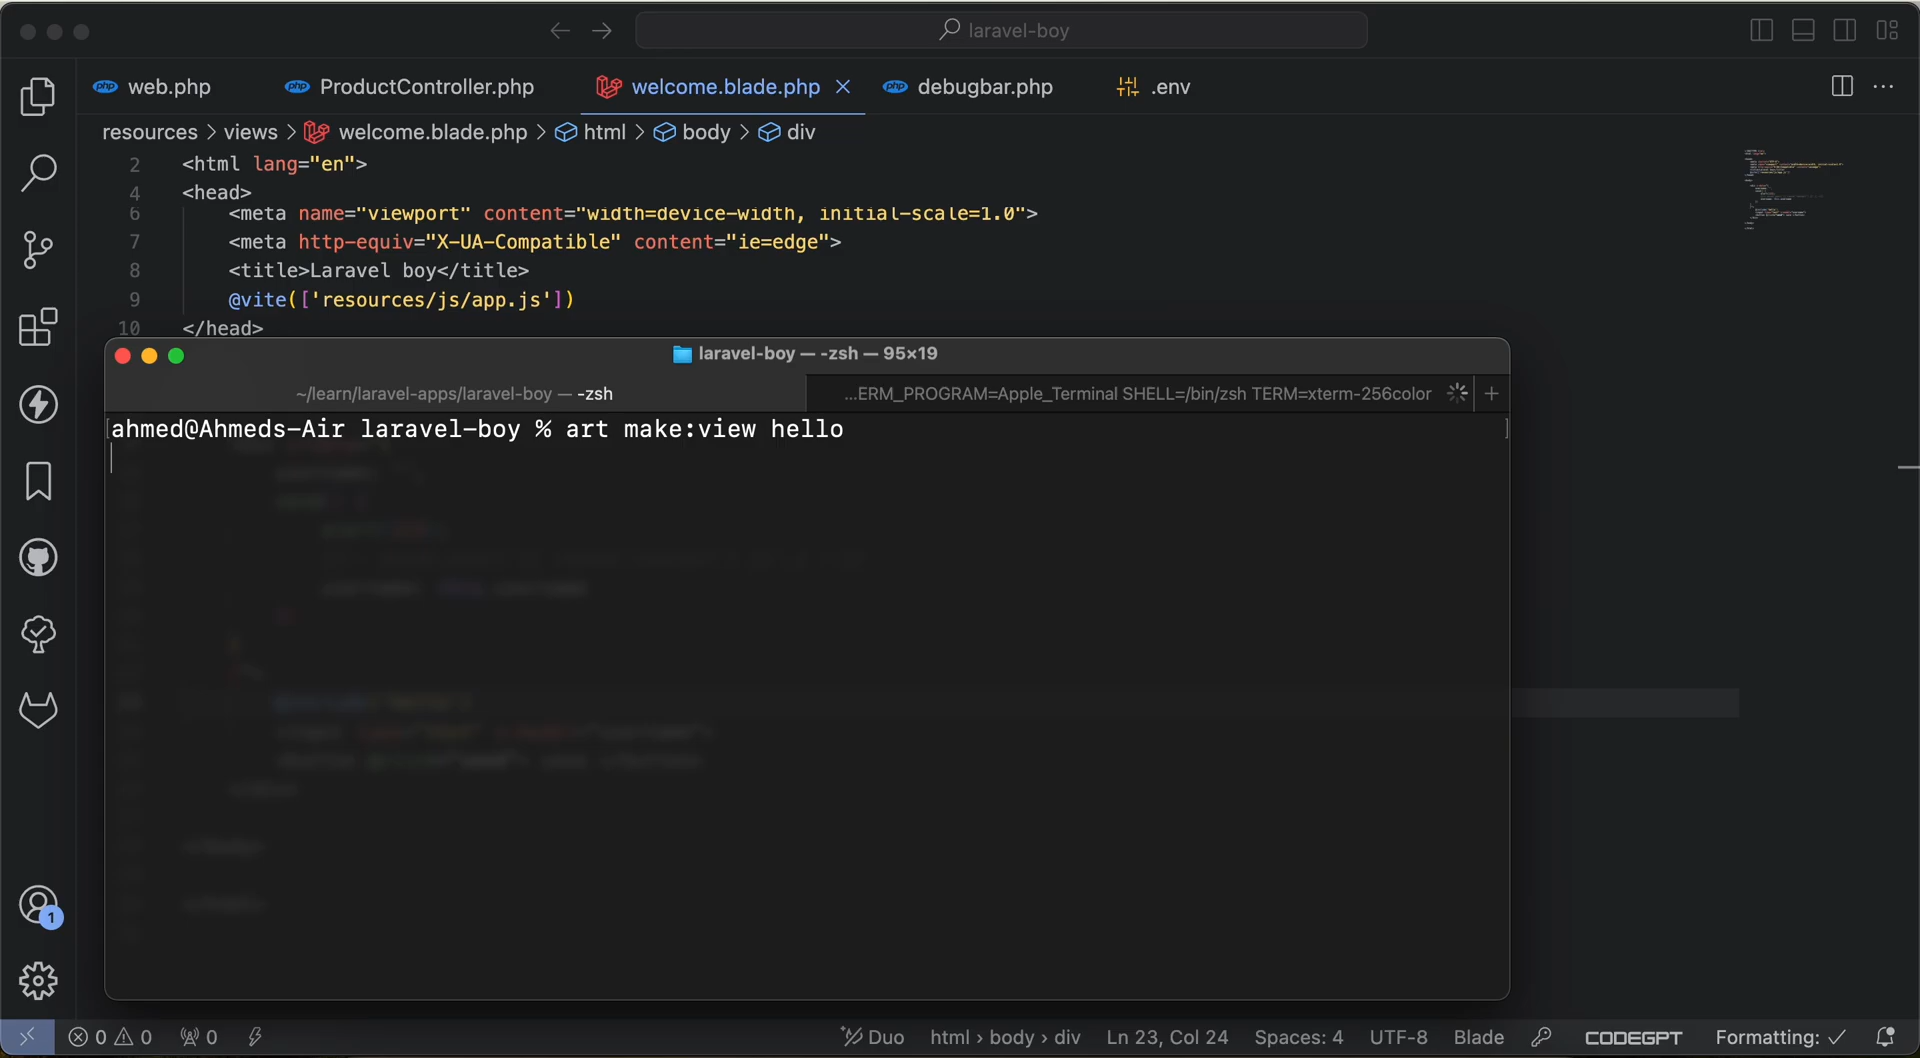 laravel-boy
web.php ProductController.php welcome.blade.php debugbar.php .env
resources > views > welcome.blade.php > html > body > div
2 <html lang="en">
4 <head>
6 <meta name="viewport" content="width=device-width, initial-scale=1.0">
7 <meta http-equiv="X-UA-Compatible" content="ie=edge">
8 <title>Laravel boy</title>
9 @vite(['resources/js/app.js'])
10 </head>
laravel-boy — -zsh — 95×19
~/learn/laravel-apps/laravel-boy — -zsh ...ERM_PROGRAM=Apple_Terminal SHELL=/bin/zsh TERM=xterm-256color
ahmed@Ahmeds-Air laravel-boy % art make:view hello
1
0 0 0 Duo html › body › div Ln 23, Col 24 Spaces: 4 UTF-8 Blade CODEGPT Formatting: ✓